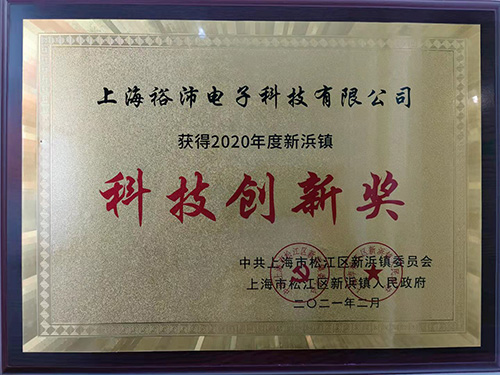 上海裕沛电子科技有限公司
获得2020年度新浜镇
科技创新奖
中共上海市松江区新浜镇委员会
上海市松江区新浜镇人民政府
二〇二一年二月